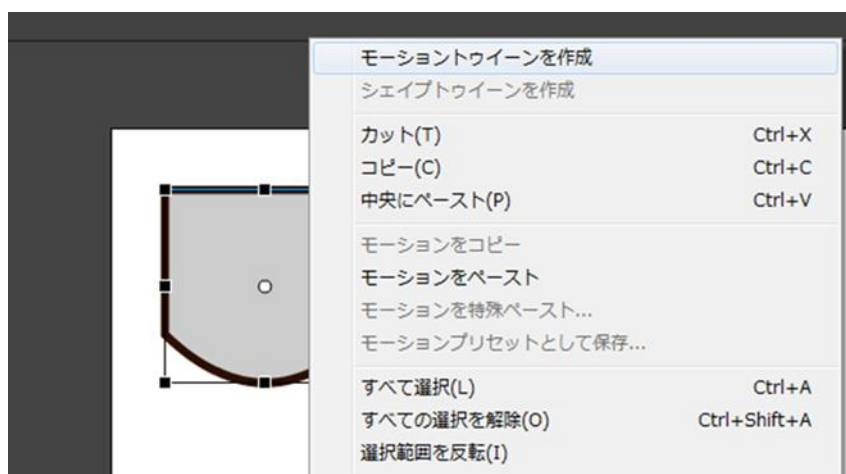 モーショントゥイーンを作成
シェイプトゥイーンを作成
カット(T) Ctrl+X
コピー(C) Ctrl+C
中央にペースト(P) Ctrl+V
モーションをコピー
モーションをペースト
モーションを特殊ペースト...
モーションプリセットとして保存...
すべて選択(L) Ctrl+A
すべての選択を解除(O) Ctrl+Shift+A
選択範囲を反転(I)